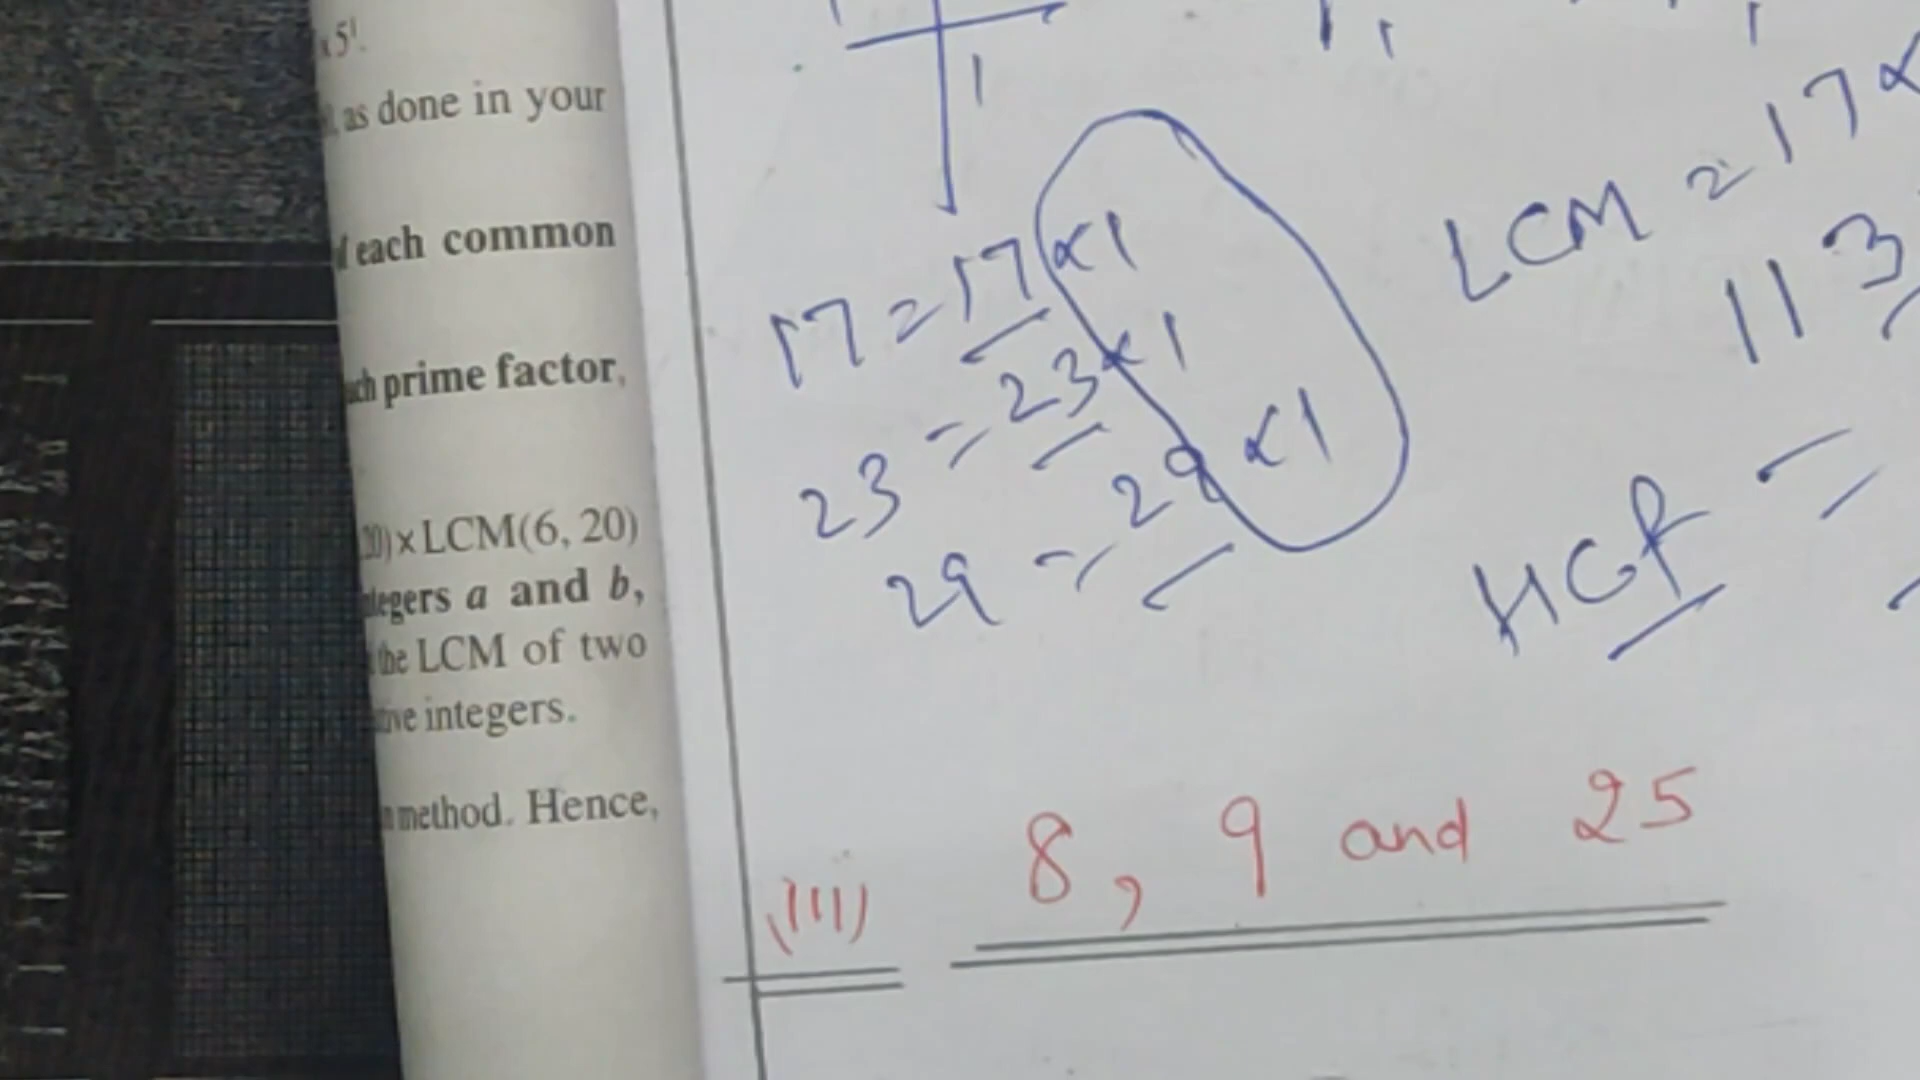 5¹.
as done in your
each common
prime factor,
×LCM(6, 20)
a and b,
the LCM of two
integers.
method. Hence,
1
17 = 17 × 1
23 = 23 × 1
29 = 29 × 1
LCM = 17 ×
113
HCF =
(III) 8, 9 and 25